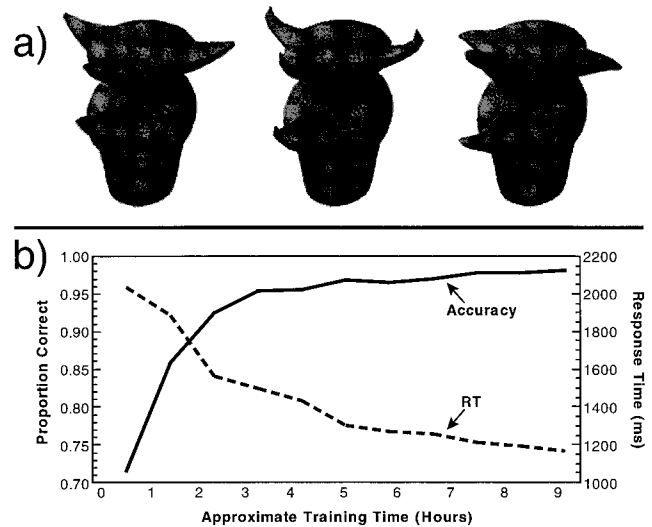 a)
b)
1.00
0.95
0.90
0.85
0.80
0.75
0.70
Proportion Correct
2200
2000
1800
1600
1400
1200
1000
Response Time (ms)
Accuracy
RT
0 1 2 3 4 5 6 7 8 9
Approximate Training Time (Hours)